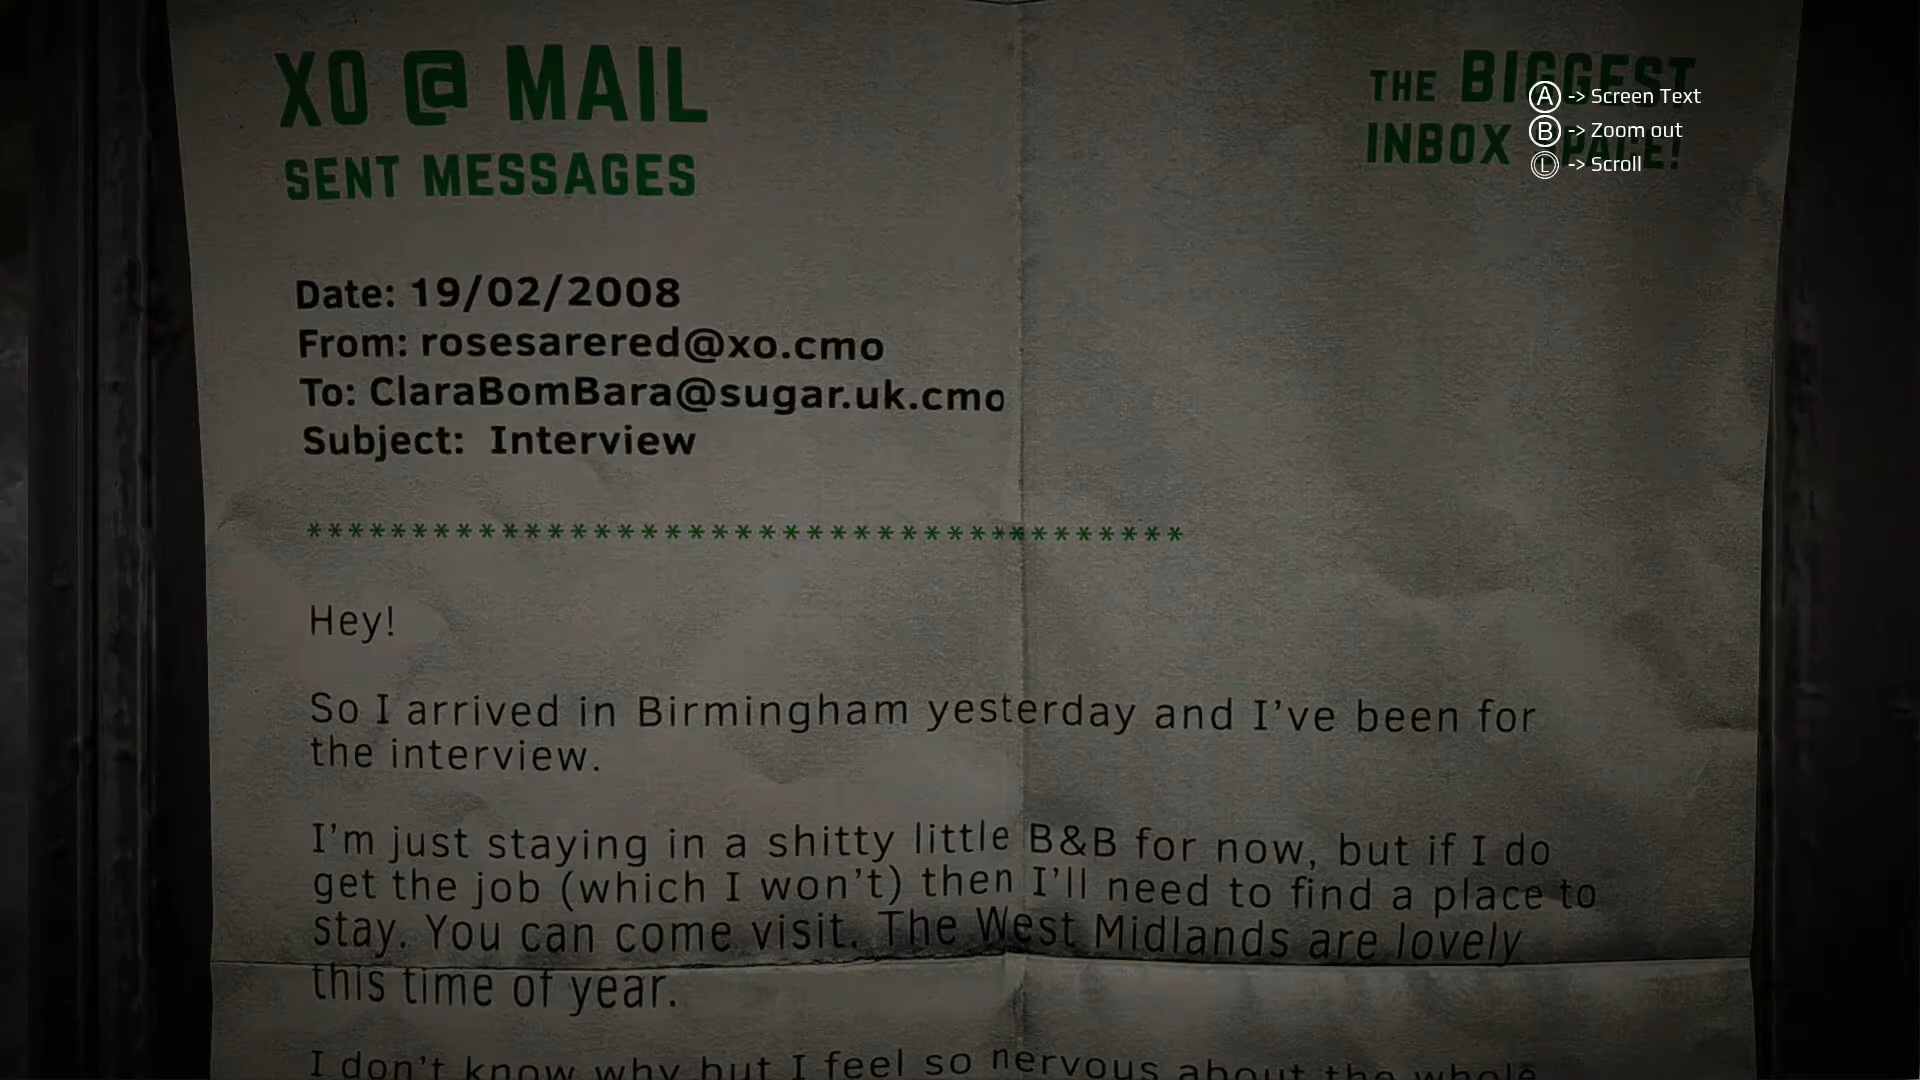 XO @ MAIL
SENT MESSAGES
THE BIGGEST
INBOX SPACE!
A -> Screen Text
B -> Zoom out
L -> Scroll
Date: 19/02/2008
From: rosesarered@xo.cmo
To: ClaraBomBara@sugar.uk.cmo
Subject: Interview
**************************************
Hey!
So I arrived in Birmingham yesterday and I've been for
the interview.
I'm just staying in a shitty little B&B for now, but if I do
get the job (which I won't) then I'll need to find a place to
stay. You can come visit. The West Midlands are lovely
this time of year.
I don't know why but I feel so nervous about the whole